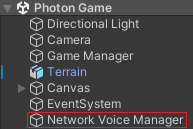 Photon Game
Directional Light
Camera
Game Manager
Terrain
Canvas
EventSystem
Network Voice Manager